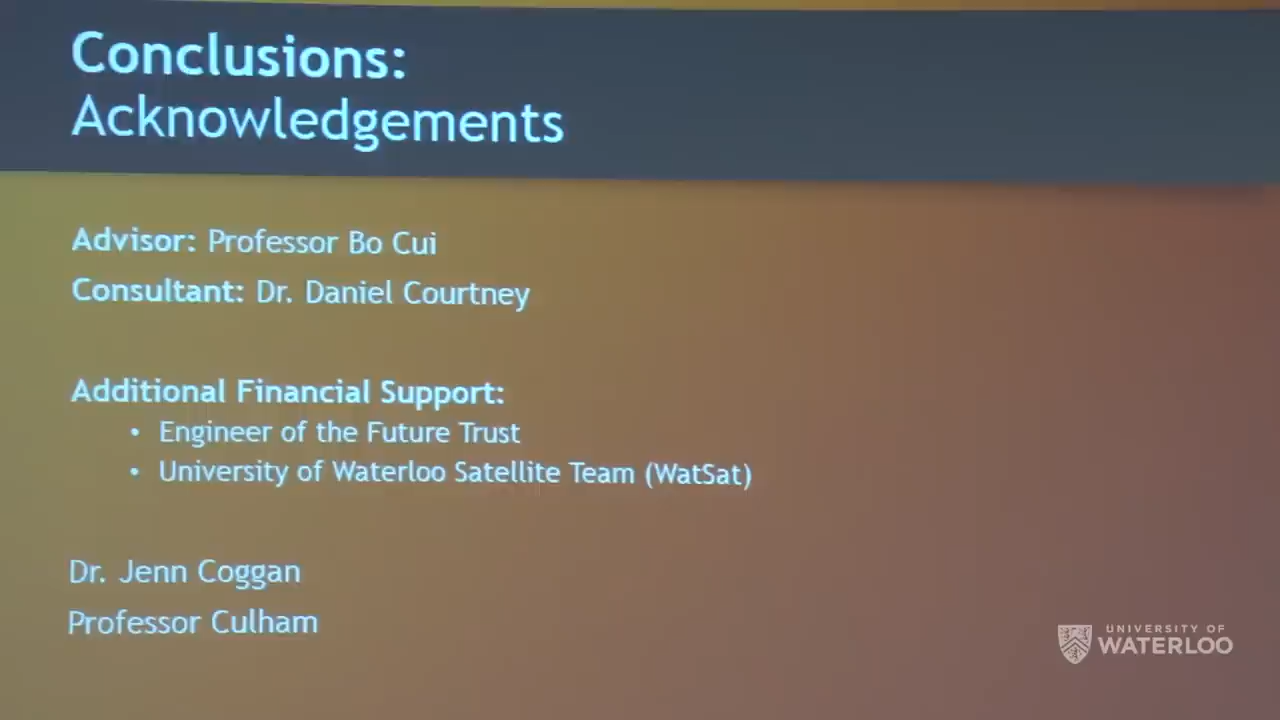 Conclusions:
Acknowledgements
Advisor: Professor Bo Cui
Consultant: Dr. Daniel Courtney
Additional Financial Support:
• Engineer of the Future Trust
• University of Waterloo Satellite Team (WatSat)
Dr. Jenn Coggan
Professor Culham
UNIVERSITY OF
WATERLOO